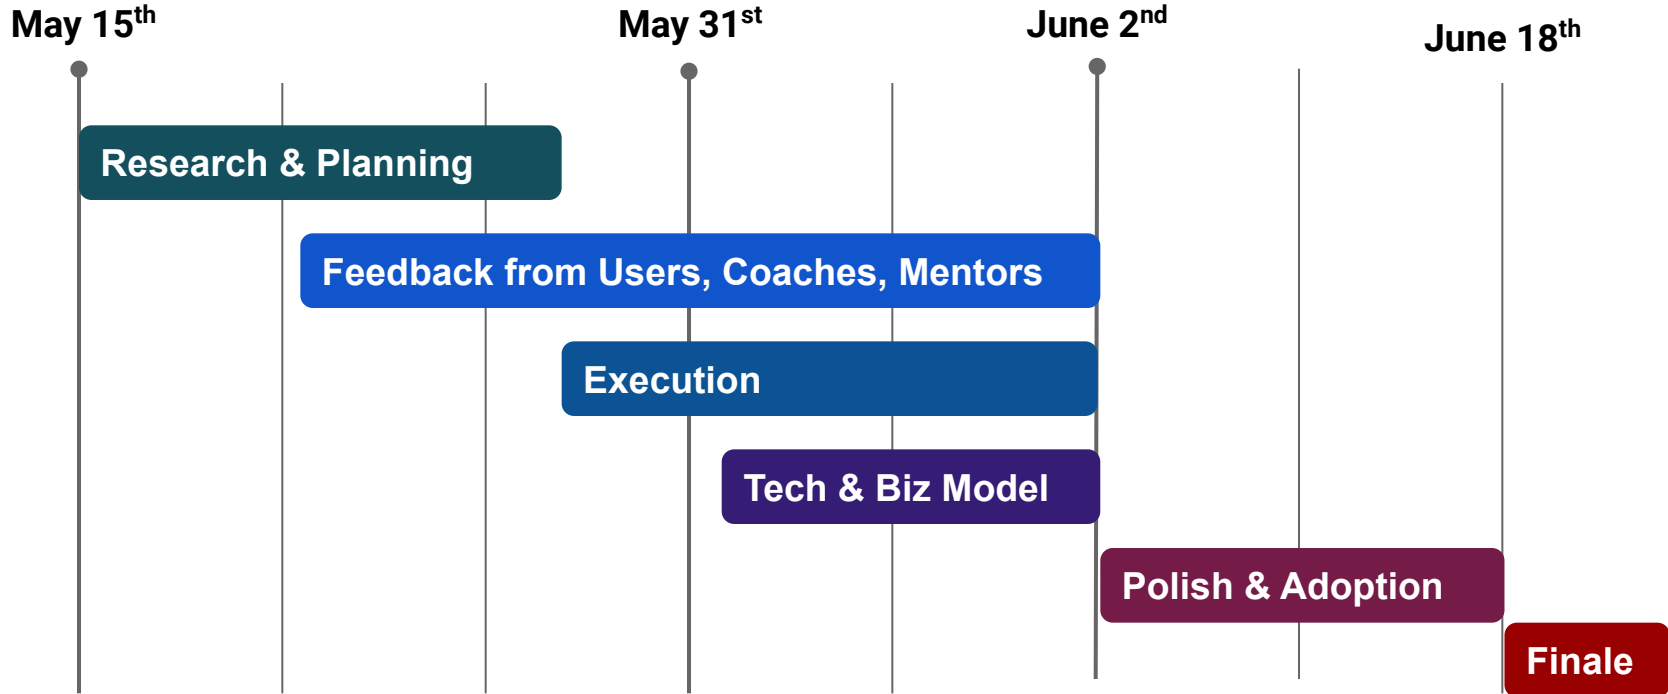 May 15th
May 31st
June 2nd
June 18th
Research & Planning
Feedback from Users, Coaches, Mentors
Execution
Tech & Biz Model
Polish & Adoption
Finale